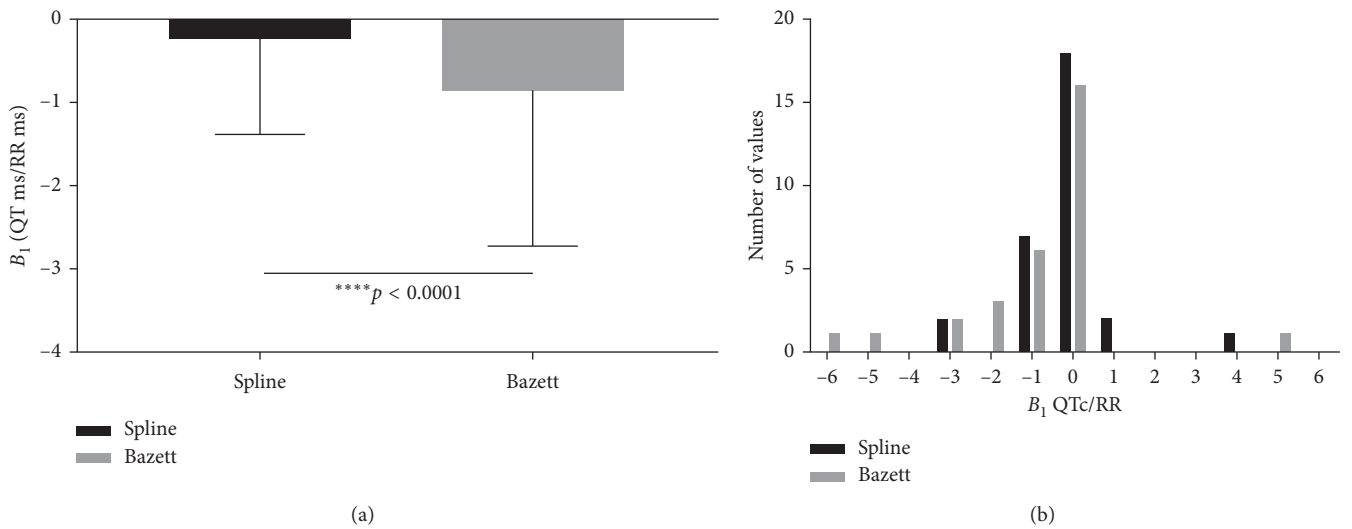 0
–1
–2
–3
–4
B1 (QT ms/RR ms)
****p < 0.0001
Spline
Bazett
Spline
Bazett
(a)
20
15
10
5
0
Number of values
–6 –5 –4 –3 –2 –1 0 1 2 3 4 5 6
B1 QTc/RR
Spline
Bazett
(b)